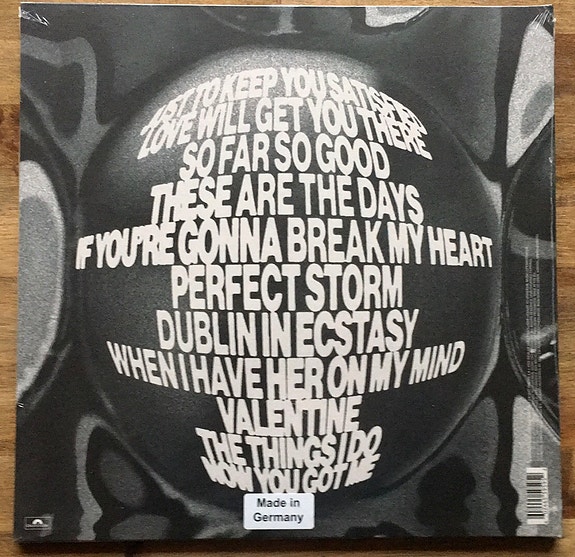 JUST TO KEEP YOU SATISFIED
LOVE WILL GET YOU THERE
SO FAR SO GOOD
THESE ARE THE DAYS
IF YOU'RE GONNA BREAK MY HEART
PERFECT STORM
DUBLIN IN ECSTASY
WHEN I HAVE HER ON MY MIND
VALENTINE
THE THINGS I DO
NOW YOU GOT ME
Made in
Germany